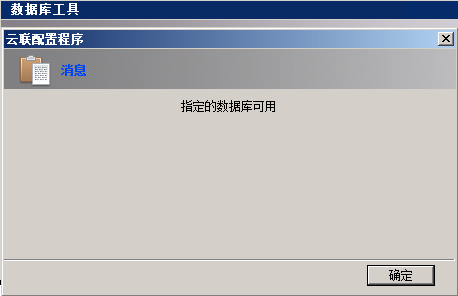 数据库工具
云联配置程序
消息
指定的数据库可用
确定